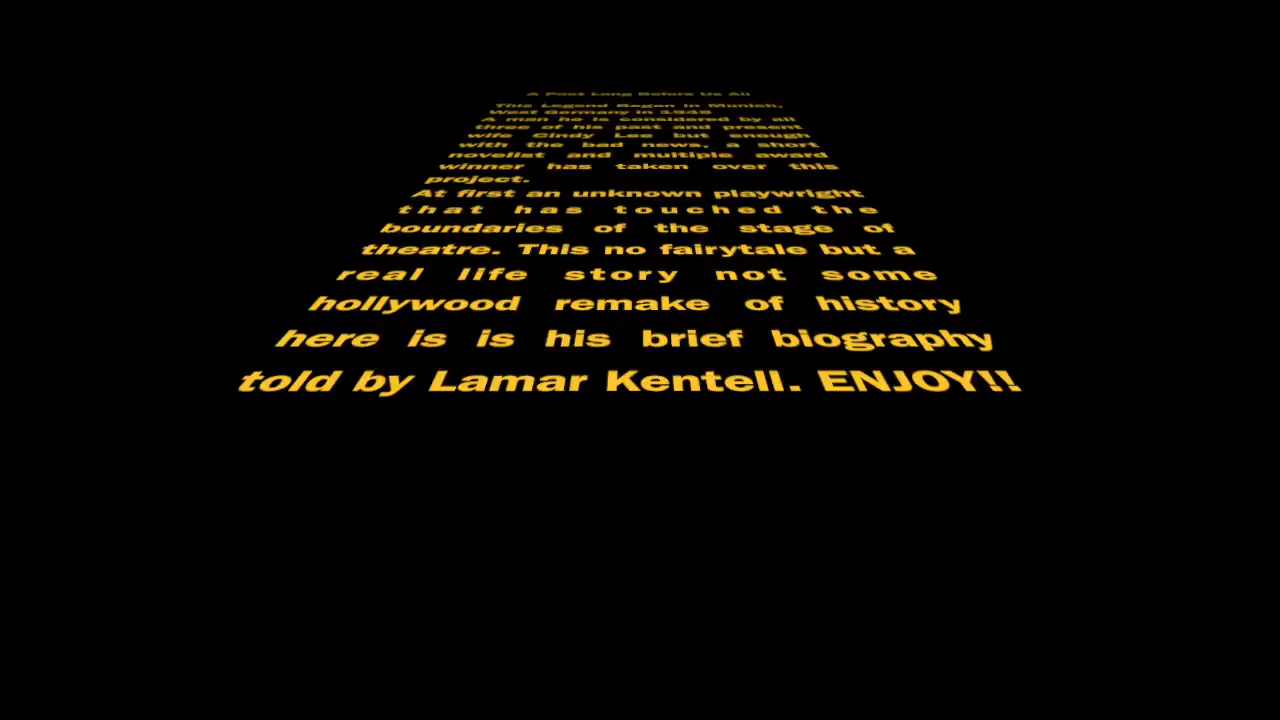 A Poet Long Before Us All
This Legend Began in Munich,
West Germany in 1949
A man he is considered by all
three of his past and present
wife Cindy Lee but enough
with the bad news, a short
novelist and multiple award
winner has taken over this
project.
At first an unknown playwright
that has touched the
boundaries of the stage of
theatre. This no fairytale but a
real life story not some
hollywood remake of history
here is is his brief biography
told by Lamar Kentell. ENJOY!!